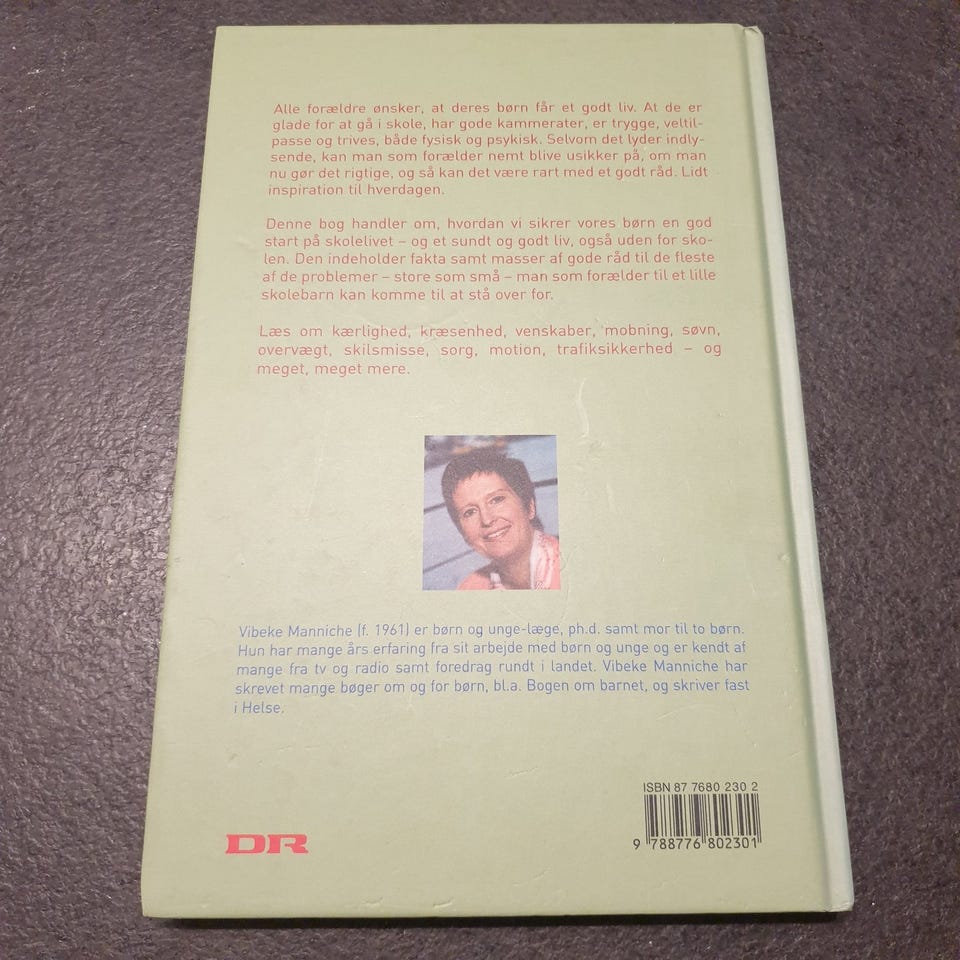 Alle forældre ønsker, at deres børn får et godt liv. At de er
glade for at gå i skole, har gode kammerater, er trygge, veltil-
passe og trives, både fysisk og psykisk. Selvom det lyder indly-
sende, kan man som forælder nemt blive usikker på, om man
nu gør det rigtige, og så kan det være rart med et godt råd. Lidt
inspiration til hverdagen.
Denne bog handler om, hvordan vi sikrer vores børn en god
start på skolelivet – og et sundt og godt liv, også uden for sko-
len. Den indeholder fakta samt masser af gode råd til de fleste
af de problemer – store som små – man som forælder til et lille
skolebarn kan komme til at stå over for.
Læs om kærlighed, kræsenhed, venskaber, mobning, søvn,
overvægt, skilsmisse, sorg, motion, trafiksikkerhed – og
meget, meget mere.
Vibeke Manniche (f. 1961) er børn og unge-læge, ph.d. samt mor til to børn.
Hun har mange års erfaring fra sit arbejde med børn og unge og er kendt af
mange fra tv og radio samt foredrag rundt i landet. Vibeke Manniche har
skrevet mange bøger om og for børn, bl.a. Bogen om barnet, og skriver fast
i Helse.
ISBN 87 7680 230 2
DR
9 788776 802301